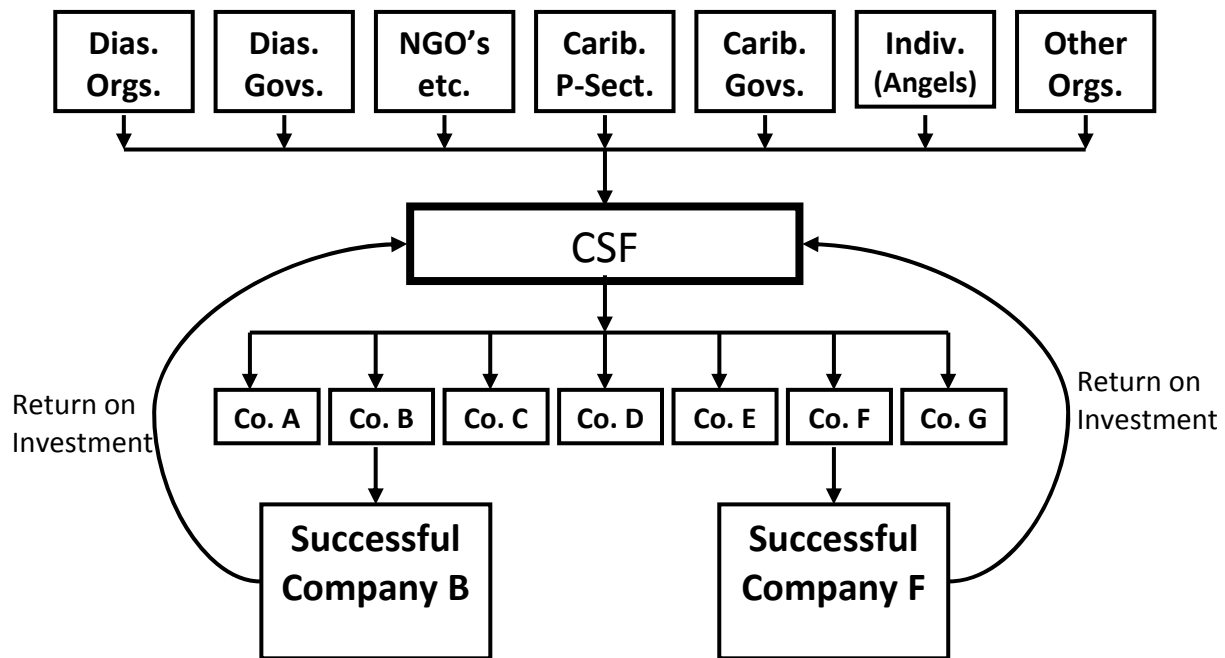 Dias.
Orgs.
Dias.
Govs.
NGO’s
etc.
Carib.
P-Sect.
Carib.
Govs.
Indiv.
(Angels)
Other
Orgs.
CSF
Return on
Investment
Co. A
Co. B
Co. C
Co. D
Co. E
Co. F
Co. G
Return on
Investment
Successful
Company B
Successful
Company F